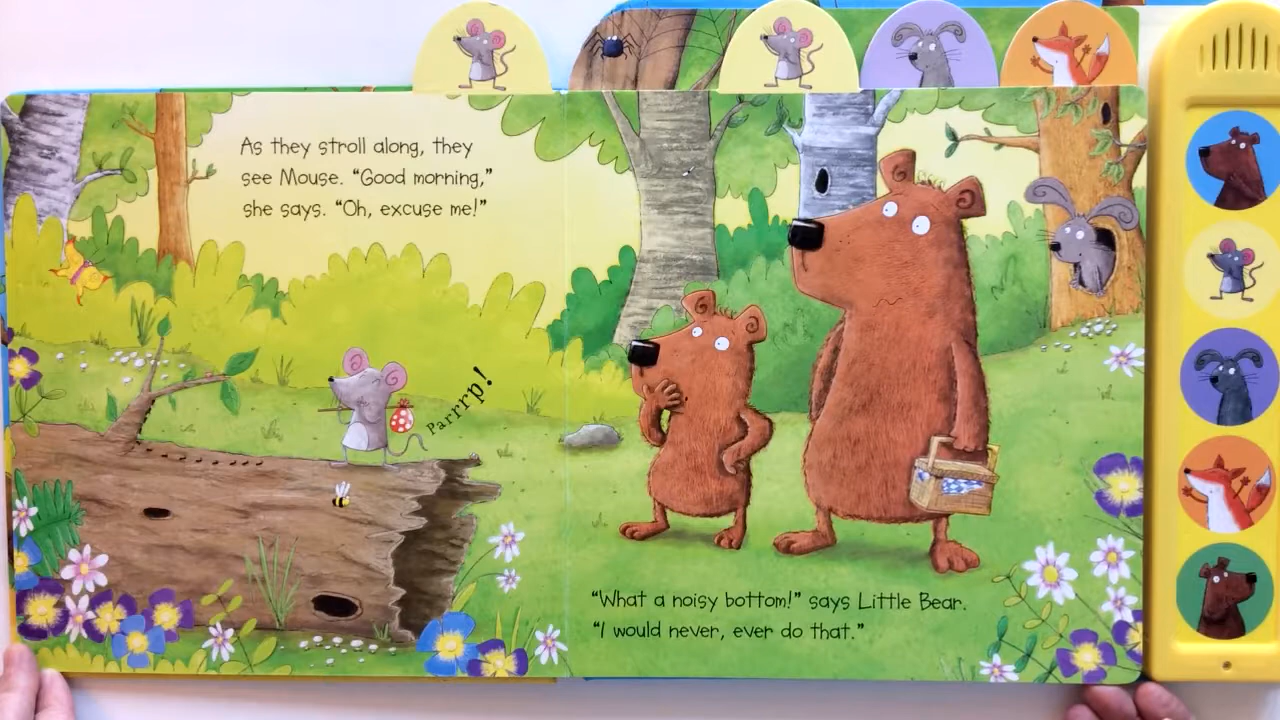 As they stroll along, they
see Mouse. “Good morning,”
she says. “Oh, excuse me!”
Parrrp!
“What a noisy bottom!” says Little Bear.
“I would never, ever do that.”